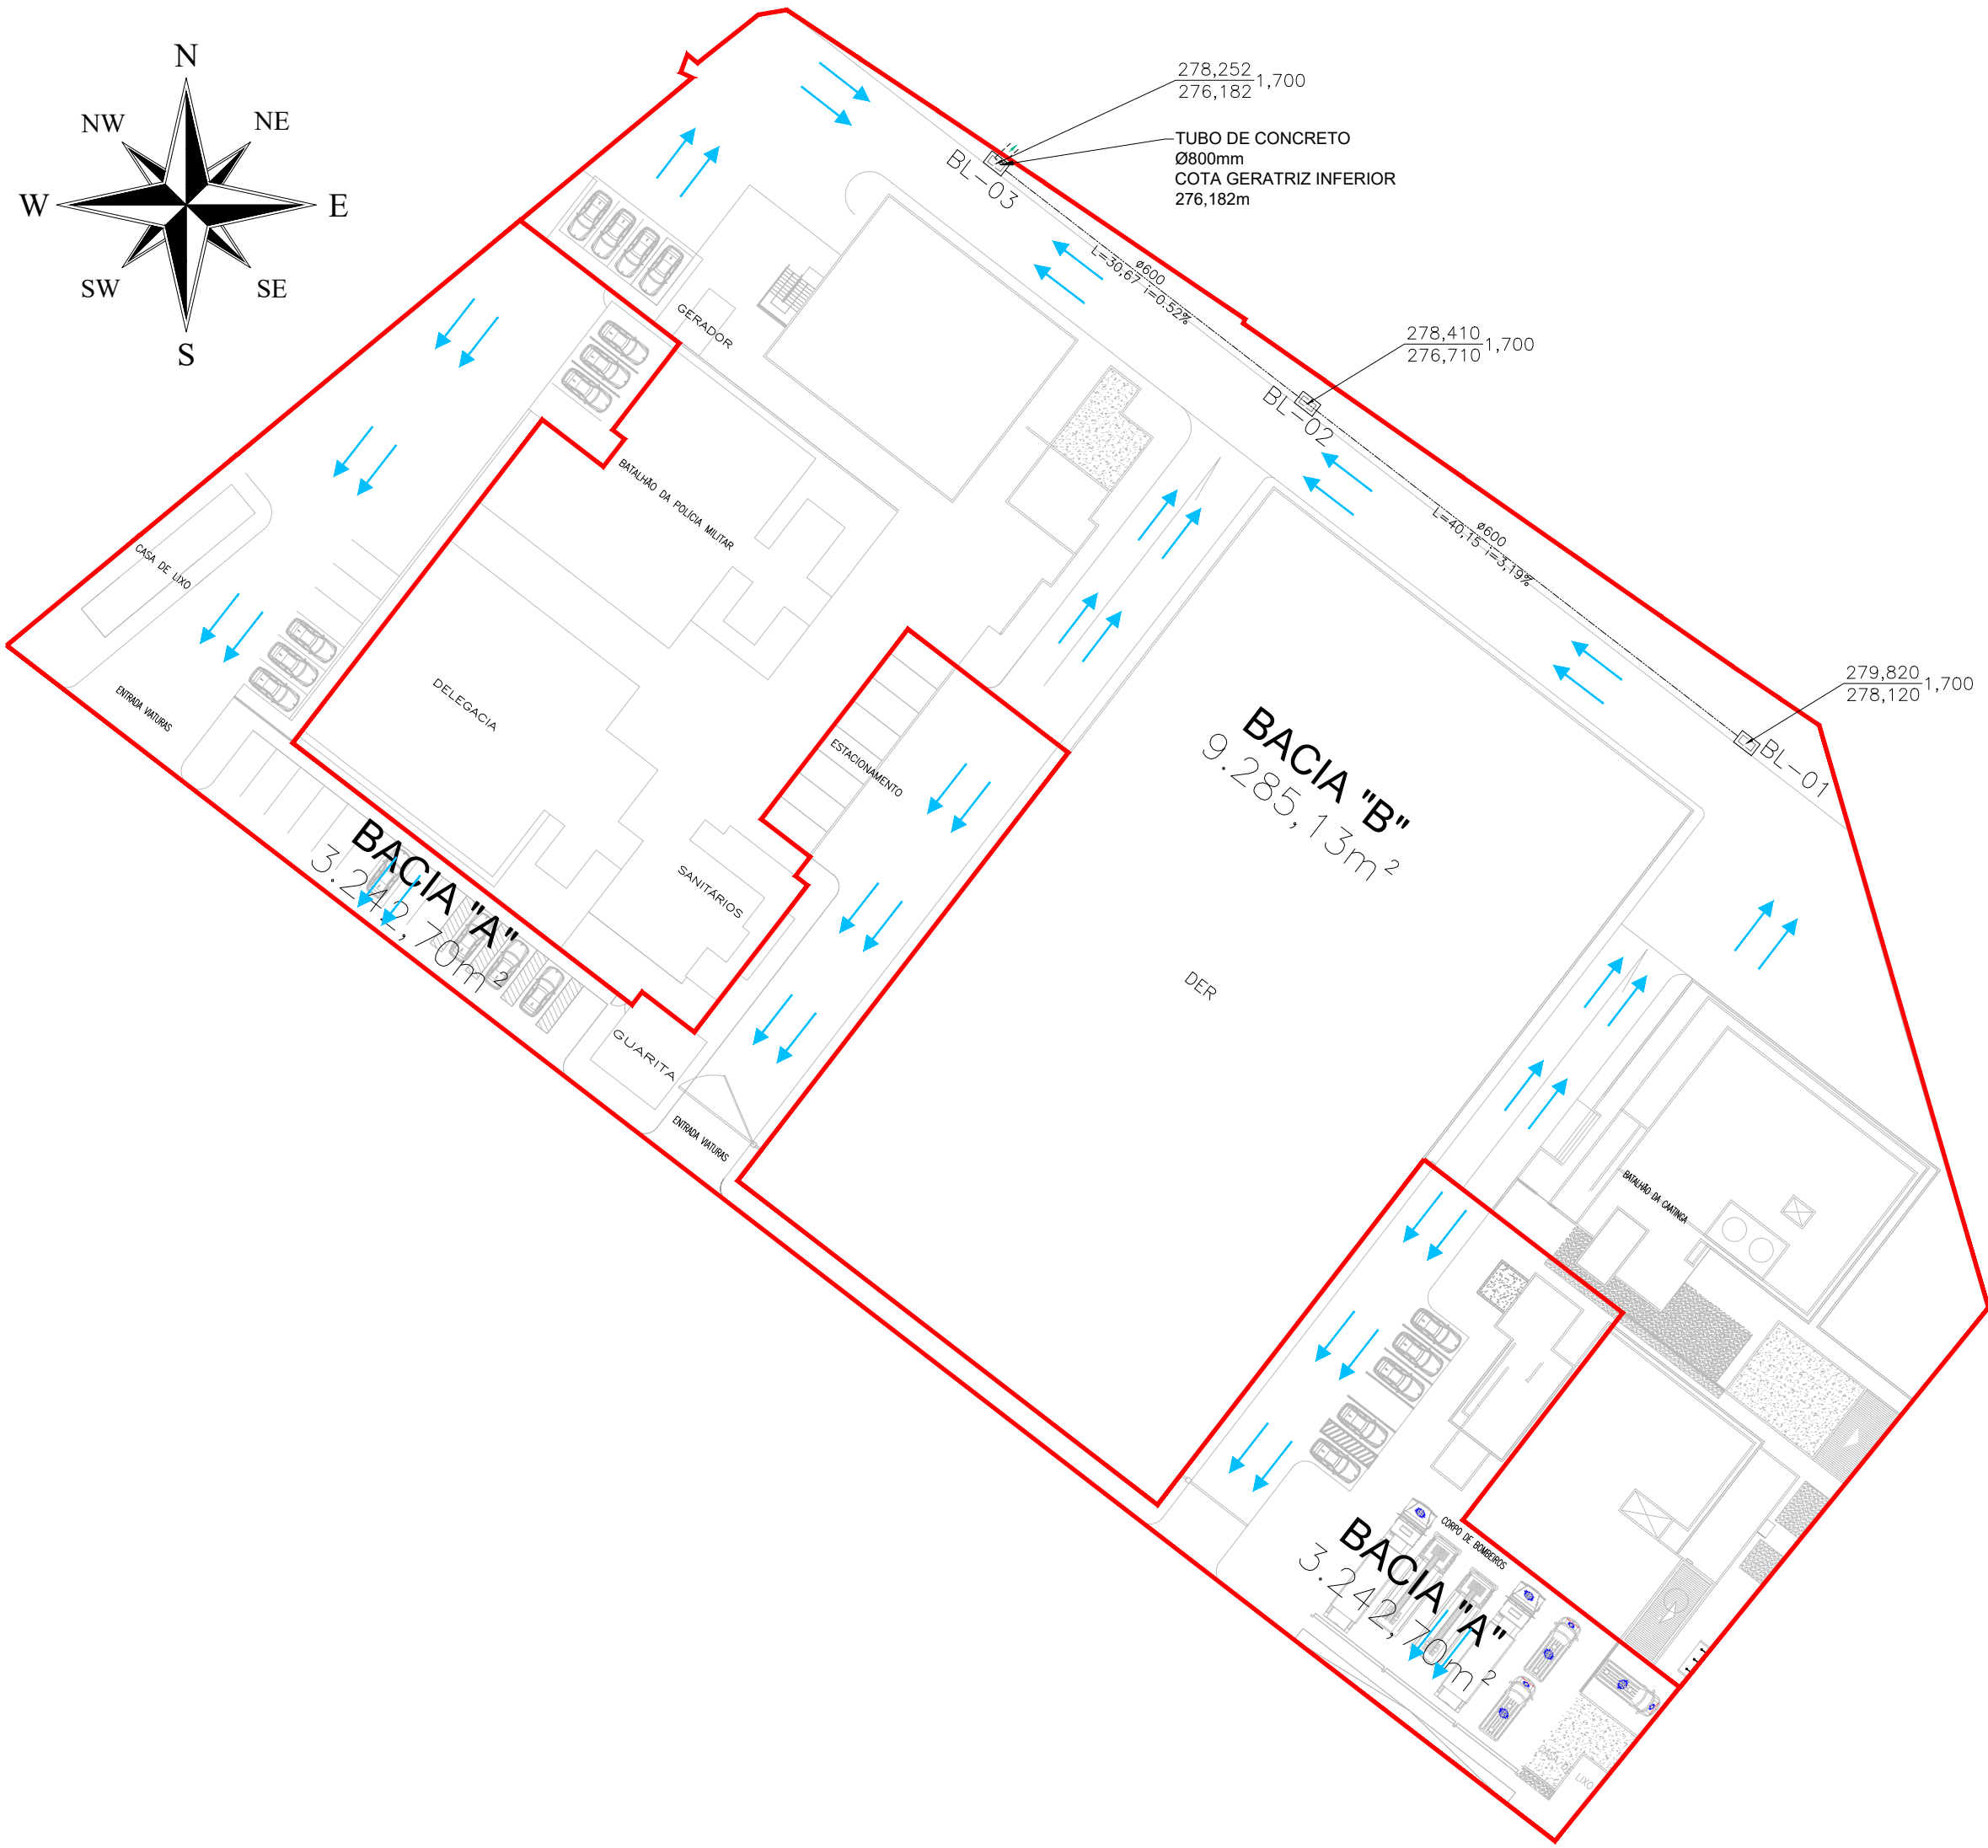 N
NW
NE
W
E
SW
SE
S
278,252
276,182
1,700
TUBO DE CONCRETO
Ø800mm
COTA GERATRIZ INFERIOR
276,182m
BL-03
ø600
L=30,67 i=0.52%
278,410
276,710
1,700
BL-02
ø600
L=40,15 i=3,19%
279,820
278,120
1,700
BL-01
GERADOR
BATALHÃO DA POLÍCIA MILITAR
CASA DE LIXO
ENTRADA VIATURAS
DELEGACIA
ESTACIONAMENTO
SANITÁRIOS
BACIA "B"
9.285,13m²
BACIA "A"
3.242,70m²
DER
GUARITA
ENTRADA VIATURAS
BATALHÃO DA CAATINGA
CORPO DE BOMBEIROS
BACIA "A"
3.242,70m²
LIXO